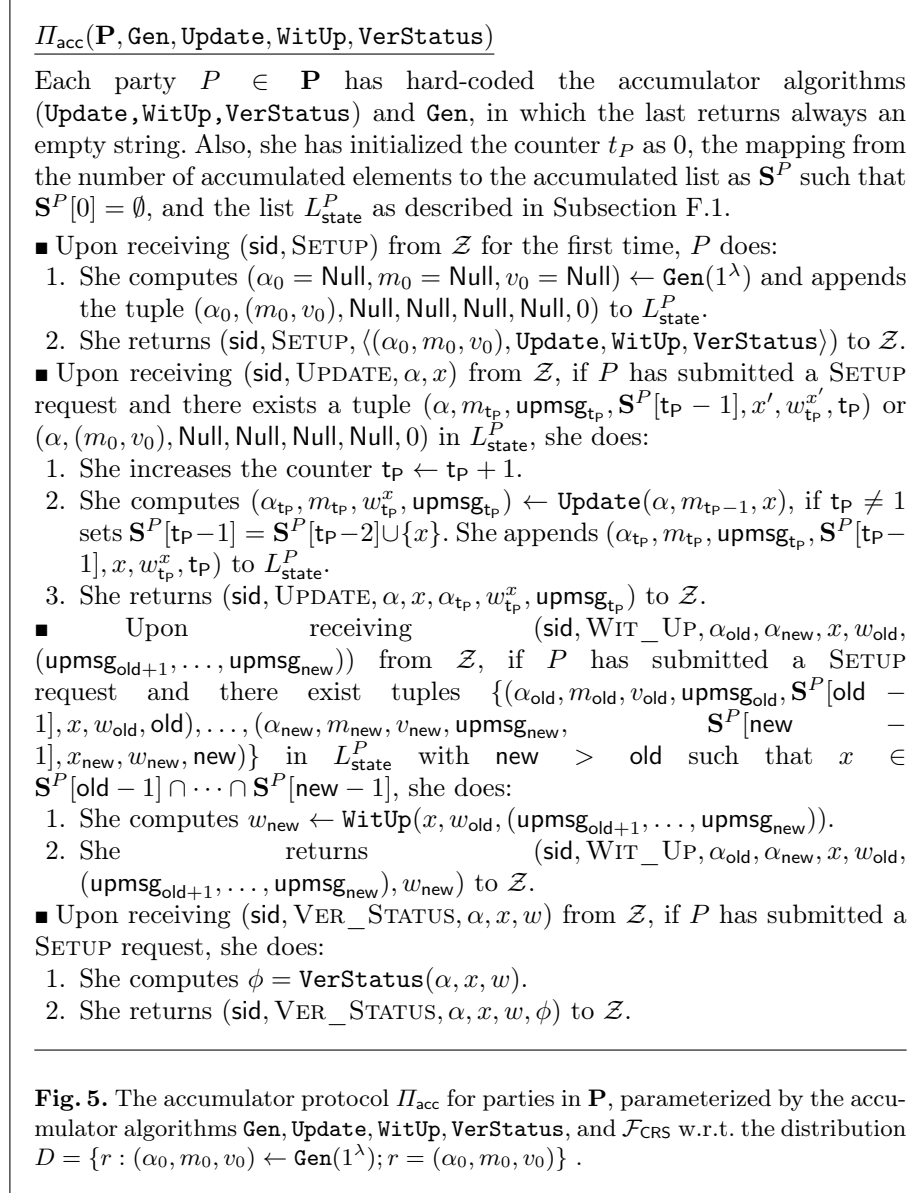 Π_acc(P, Gen, Update, WitUp, VerStatus)
Each party P ∈ P has hard-coded the accumulator algorithms
(Update,WitUp,VerStatus) and Gen, in which the last returns always an
empty string. Also, she has initialized the counter t_P as 0, the mapping from
the number of accumulated elements to the accumulated list as S^P such that
S^P[0] = ∅, and the list L^P_state as described in Subsection F.1.
■ Upon receiving (sid, SETUP) from Z for the first time, P does:
1. She computes (α_0 = Null, m_0 = Null, v_0 = Null) ← Gen(1^λ) and appends
the tuple (α_0, (m_0, v_0), Null, Null, Null, Null, 0) to L^P_state.
2. She returns (sid, SETUP, ⟨(α_0, m_0, v_0), Update, WitUp, VerStatus⟩) to Z.
■ Upon receiving (sid, UPDATE, α, x) from Z, if P has submitted a SETUP
request and there exists a tuple (α, m_{t_P}, upmsg_{t_P}, S^P[t_P − 1], x′, w^{x′}_{t_P}, t_P) or
(α, (m_0, v_0), Null, Null, Null, Null, 0) in L^P_state, she does:
1. She increases the counter t_P ← t_P + 1.
2. She computes (α_{t_P}, m_{t_P}, w^x_{t_P}, upmsg_{t_P}) ← Update(α, m_{t_P−1}, x), if t_P ≠ 1
sets S^P[t_P−1] = S^P[t_P−2]∪{x}. She appends (α_{t_P}, m_{t_P}, upmsg_{t_P}, S^P[t_P−
1], x, w^x_{t_P}, t_P) to L^P_state.
3. She returns (sid, UPDATE, α, x, α_{t_P}, w^x_{t_P}, upmsg_{t_P}) to Z.
■ Upon receiving (sid, WIT_UP, α_old, α_new, x, w_old,
(upmsg_{old+1}, . . . , upmsg_new)) from Z, if P has submitted a SETUP
request and there exist tuples {(α_old, m_old, v_old, upmsg_old, S^P[old −
1], x, w_old, old), . . . , (α_new, m_new, v_new, upmsg_new, S^P[new −
1], x_new, w_new, new)} in L^P_state with new > old such that x ∈
S^P[old − 1] ∩ · · · ∩ S^P[new − 1], she does:
1. She computes w_new ← WitUp(x, w_old, (upmsg_{old+1}, . . . , upmsg_new)).
2. She returns (sid, WIT_UP, α_old, α_new, x, w_old,
(upmsg_{old+1}, . . . , upmsg_new), w_new) to Z.
■ Upon receiving (sid, VER_STATUS, α, x, w) from Z, if P has submitted a
SETUP request, she does:
1. She computes φ = VerStatus(α, x, w).
2. She returns (sid, VER_STATUS, α, x, w, φ) to Z.
Fig. 5. The accumulator protocol Π_acc for parties in P, parameterized by the accu-
mulator algorithms Gen, Update, WitUp, VerStatus, and F_CRS w.r.t. the distribution
D = {r : (α_0, m_0, v_0) ← Gen(1^λ); r = (α_0, m_0, v_0)} .